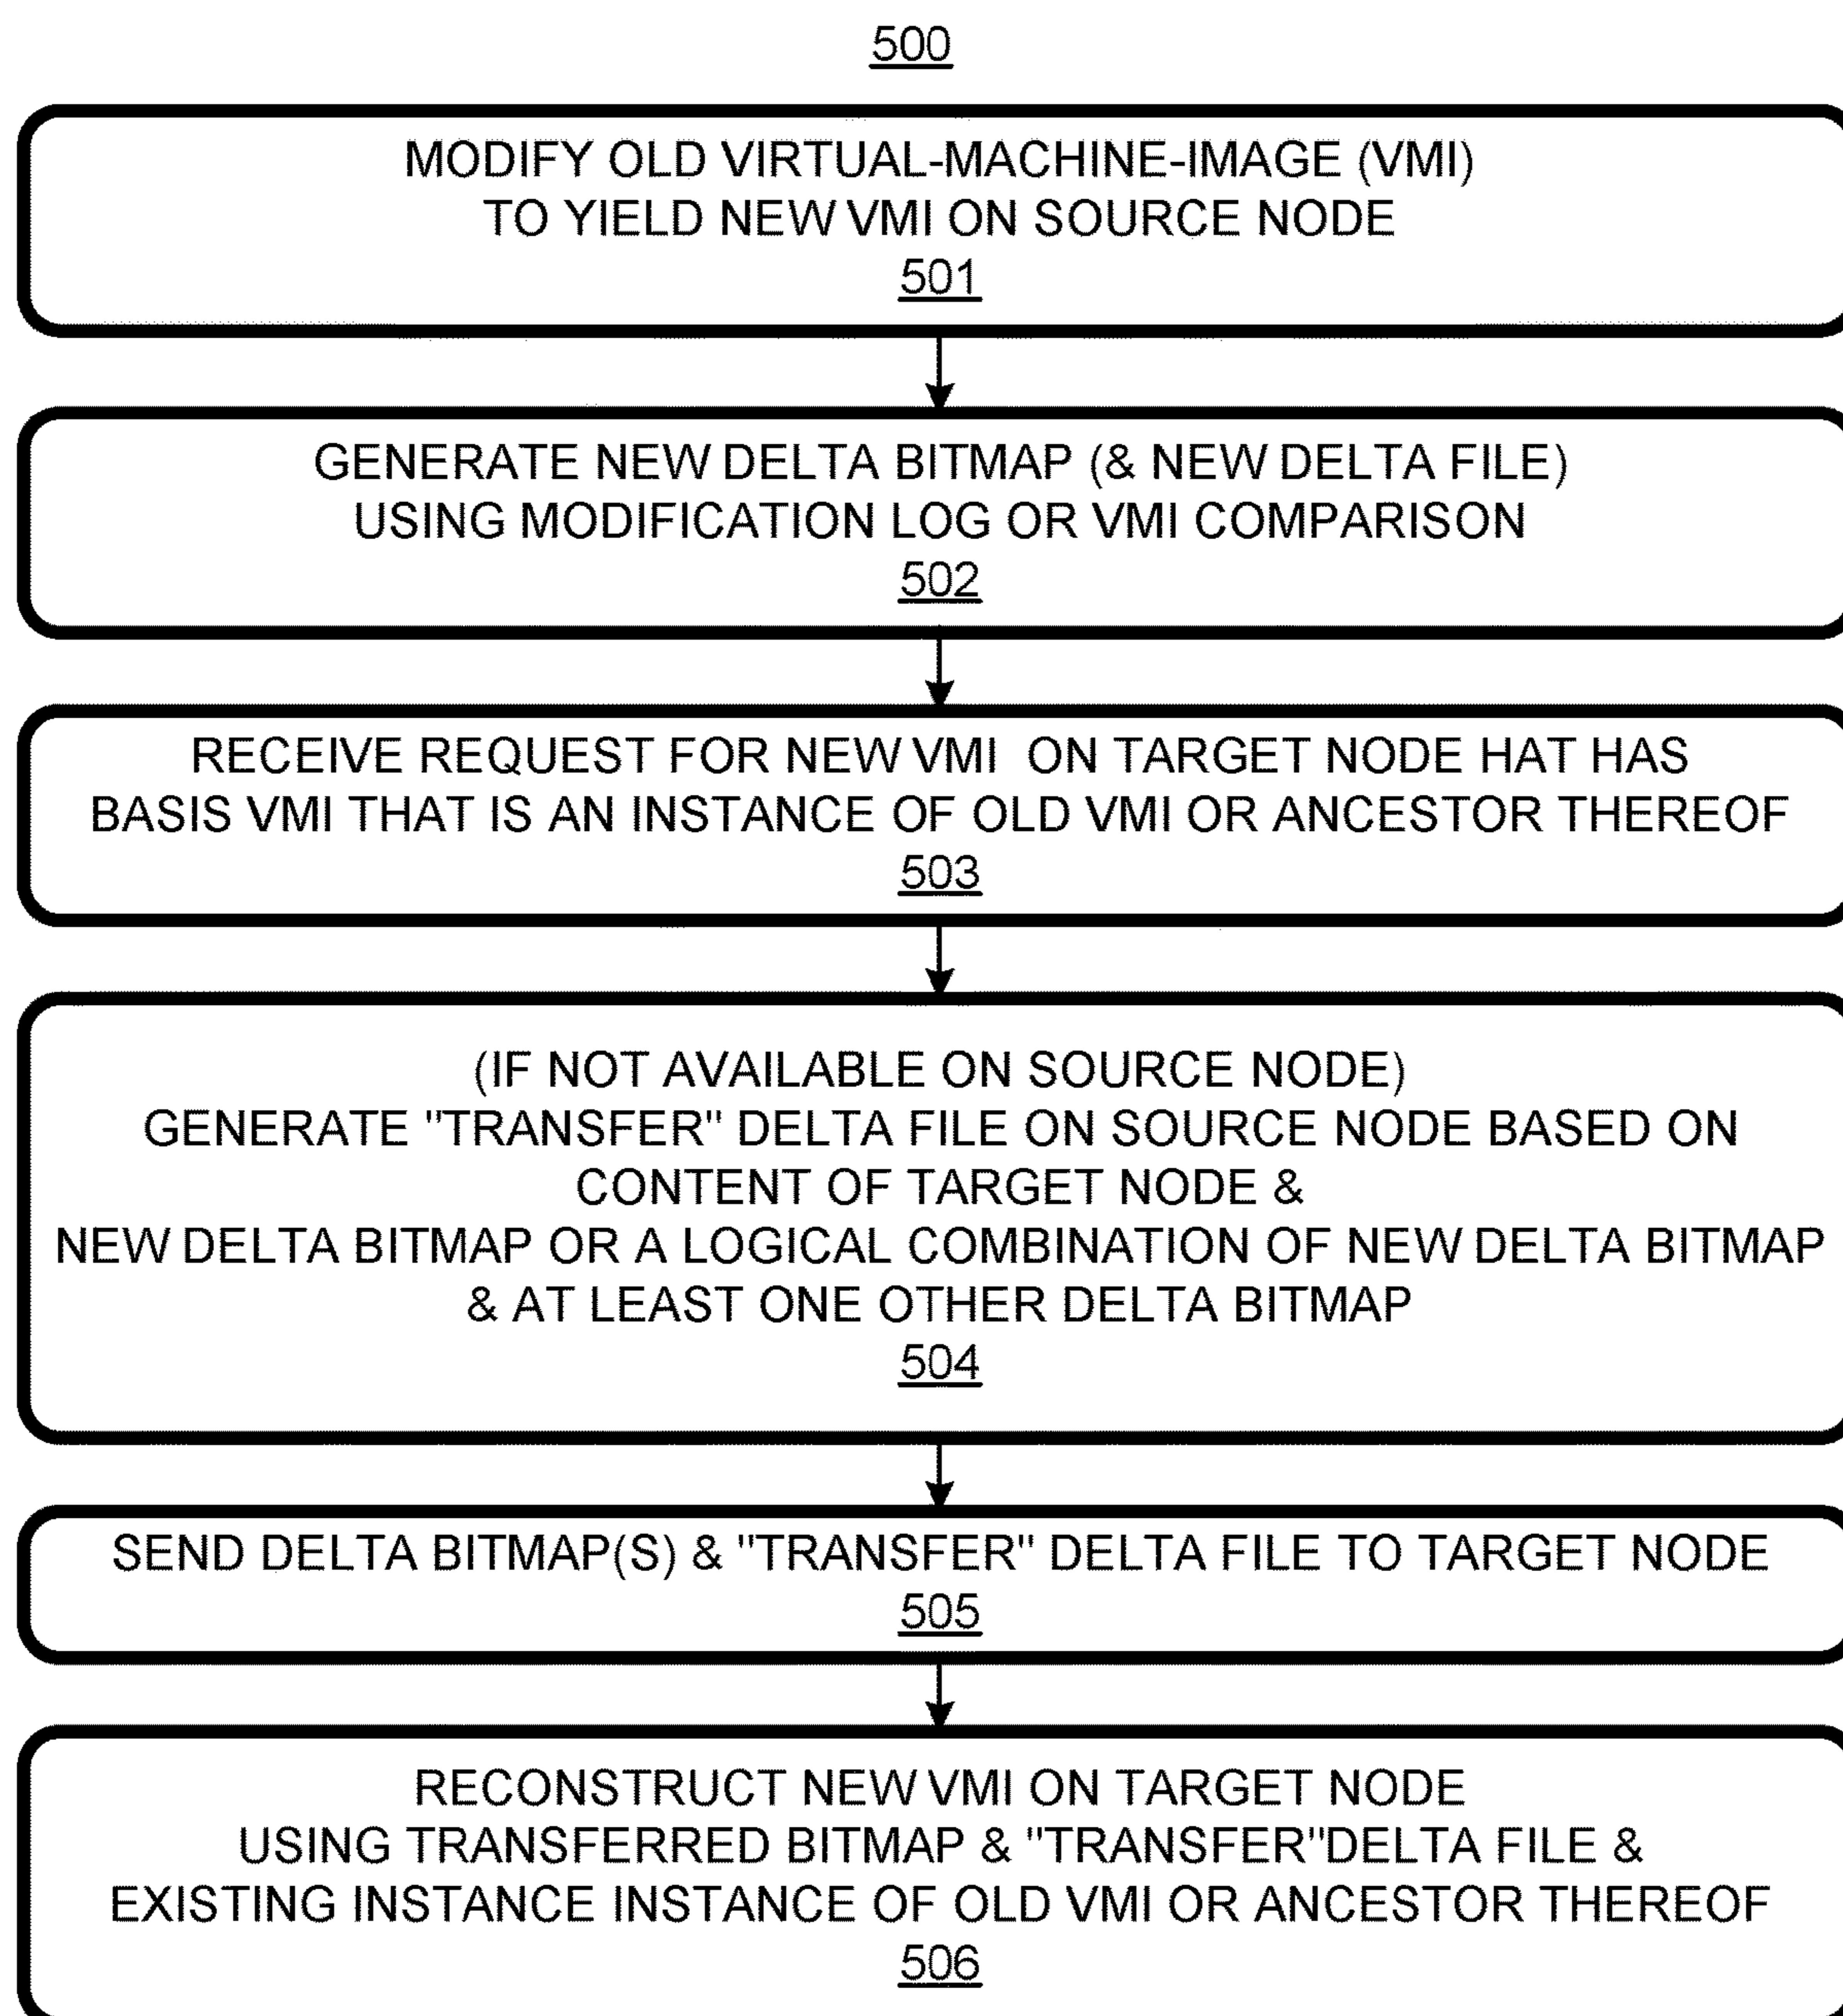 500
MODIFY OLD VIRTUAL-MACHINE-IMAGE (VMI)
TO YIELD NEW VMI ON SOURCE NODE
501
GENERATE NEW DELTA BITMAP (& NEW DELTA FILE)
USING MODIFICATION LOG OR VMI COMPARISON
502
RECEIVE REQUEST FOR NEW VMI ON TARGET NODE HAT HAS
BASIS VMI THAT IS AN INSTANCE OF OLD VMI OR ANCESTOR THEREOF
503
(IF NOT AVAILABLE ON SOURCE NODE)
GENERATE "TRANSFER" DELTA FILE ON SOURCE NODE BASED ON
CONTENT OF TARGET NODE &
NEW DELTA BITMAP OR A LOGICAL COMBINATION OF NEW DELTA BITMAP
& AT LEAST ONE OTHER DELTA BITMAP
504
SEND DELTA BITMAP(S) & "TRANSFER" DELTA FILE TO TARGET NODE
505
RECONSTRUCT NEW VMI ON TARGET NODE
USING TRANSFERRED BITMAP & "TRANSFER"DELTA FILE &
EXISTING INSTANCE INSTANCE OF OLD VMI OR ANCESTOR THEREOF
506